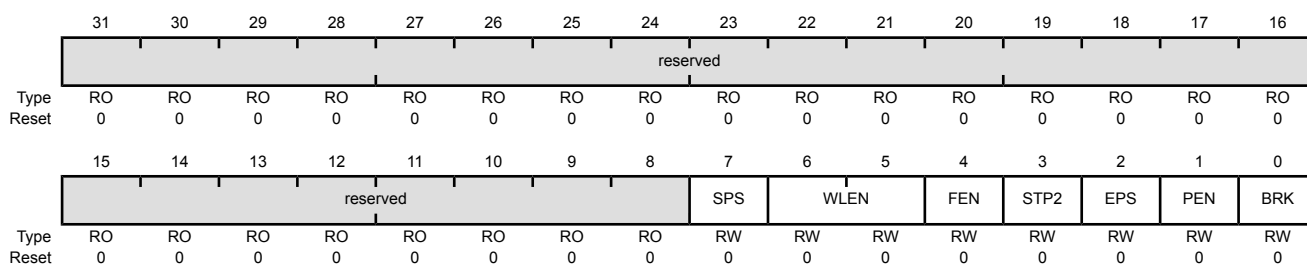 31 30 29 28 27 26 25 24 23 22 21 20 19 18 17 16
reserved
Type RO RO RO RO RO RO RO RO RO RO RO RO RO RO RO RO
Reset 0 0 0 0 0 0 0 0 0 0 0 0 0 0 0 0
15 14 13 12 11 10 9 8 7 6 5 4 3 2 1 0
reserved SPS WLEN FEN STP2 EPS PEN BRK
Type RO RO RO RO RO RO RO RO RW RW RW RW RW RW RW RW
Reset 0 0 0 0 0 0 0 0 0 0 0 0 0 0 0 0